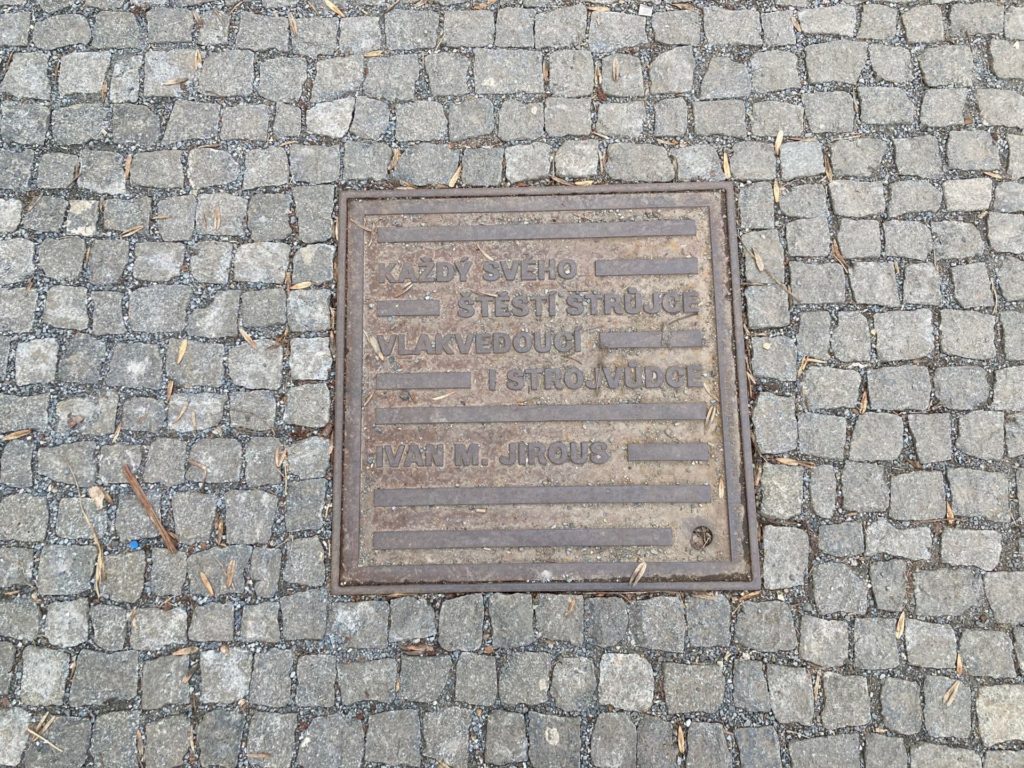 KAŽDÝ SVÉHO
ŠTĚSTÍ STRŮJCE
VLAKVEDOUCÍ
I STROJVŮDCE
IVAN M. JIROUS